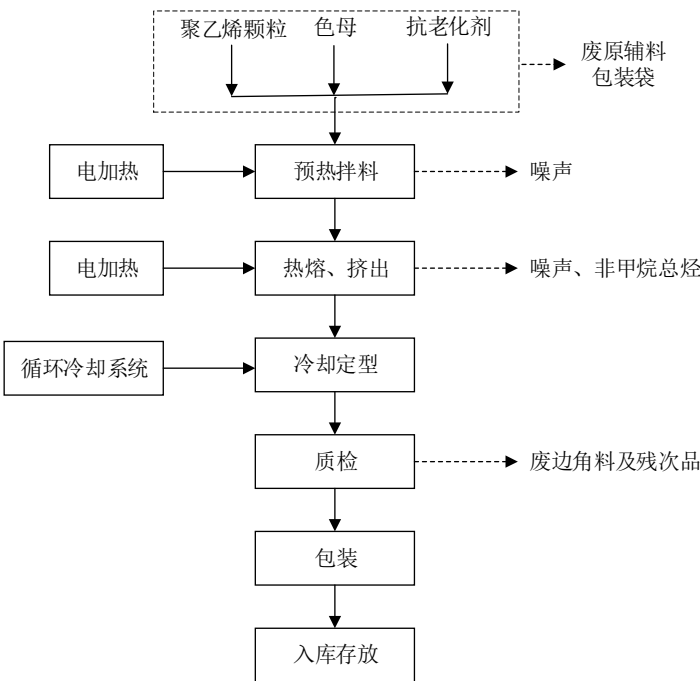 聚乙烯颗粒
色母
抗老化剂
废原辅料
包装袋
电加热
预热拌料
噪声
电加热
热熔、挤出
噪声、非甲烷总烃
循环冷却系统
冷却定型
质检
废边角料及残次品
包装
入库存放